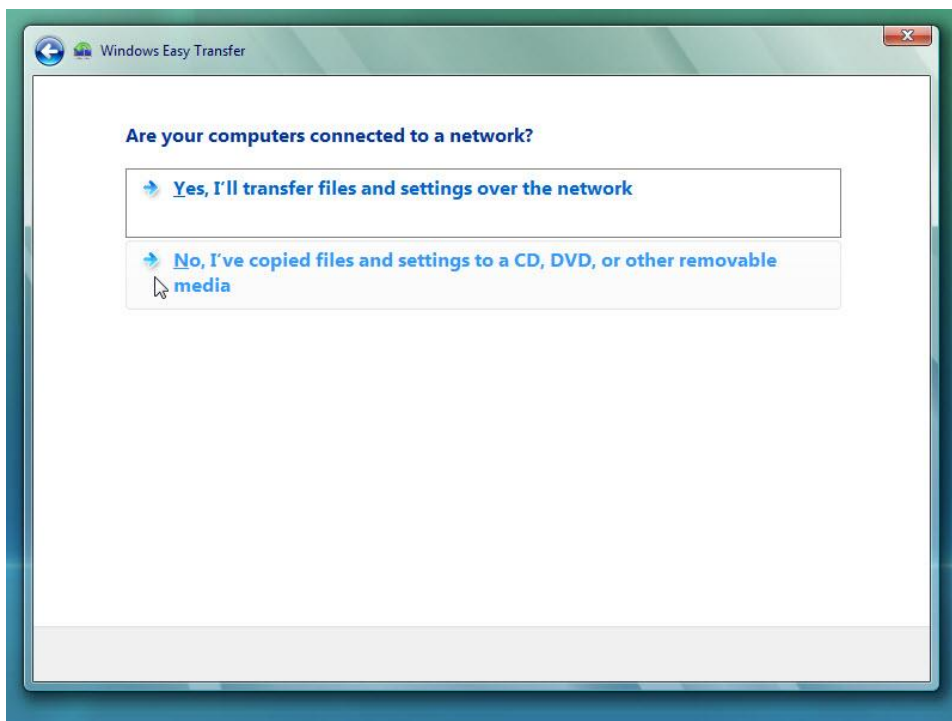 Windows Easy Transfer
Are your computers connected to a network?
Yes, I'll transfer files and settings over the network
No, I've copied files and settings to a CD, DVD, or other removable
media